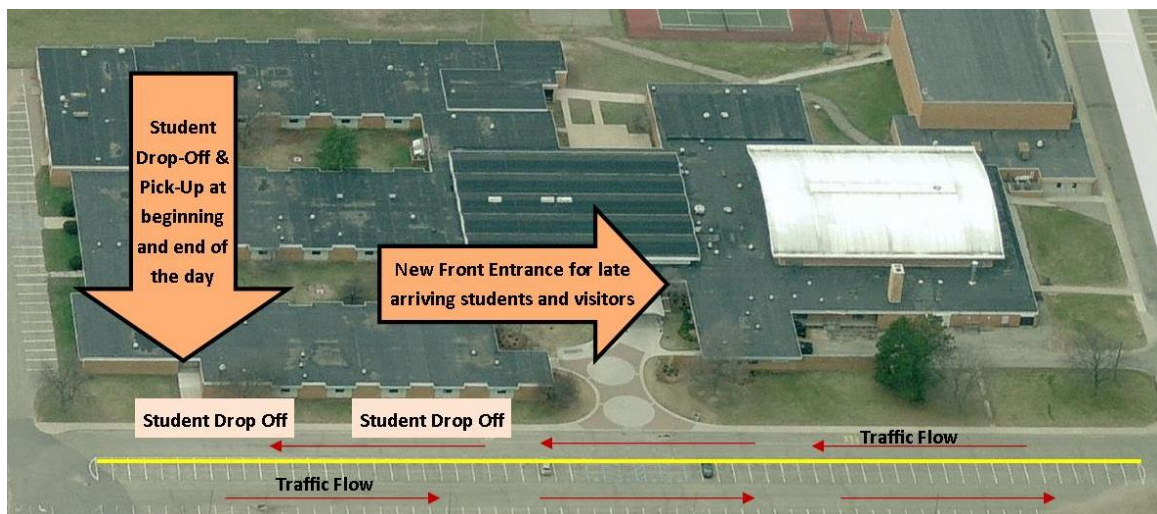 Student
Drop-Off &
Pick-Up at
beginning
and end of
the day
New Front Entrance for late
arriving students and visitors
Student Drop Off
Student Drop Off
Traffic Flow
Traffic Flow